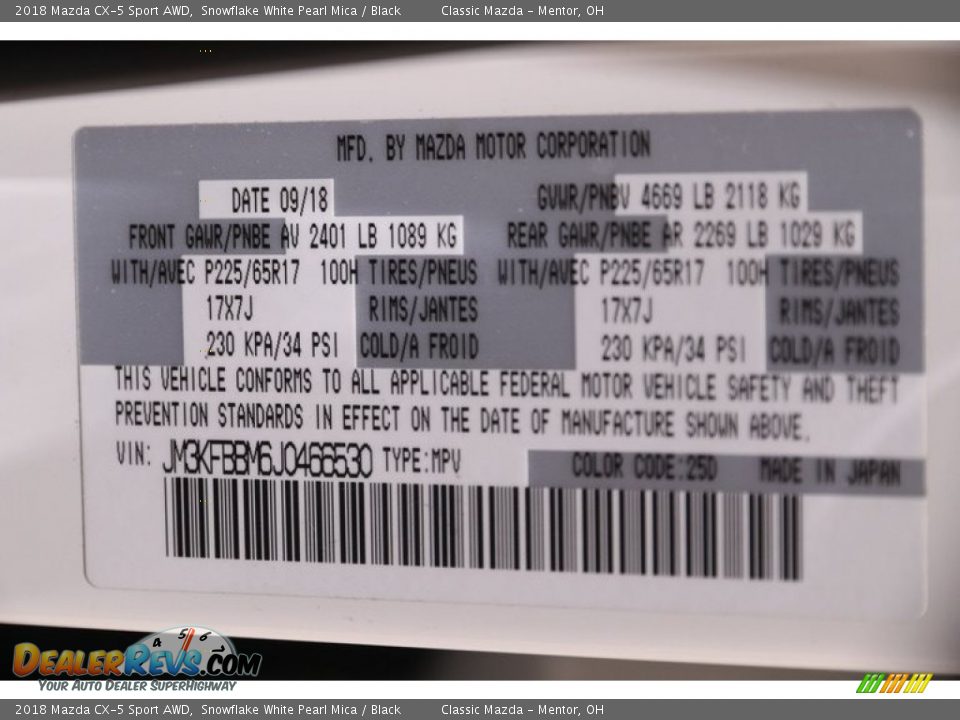 2018 Mazda CX-5 Sport AWD, Snowflake White Pearl Mica / Black Classic Mazda - Mentor, OH
MFD. BY MAZDA MOTOR CORPORATION
DATE 09/18 GVWR/PNBV 4669 LB 2118 KG
FRONT GAWR/PNBE AV 2401 LB 1089 KG REAR GAWR/PNBE AR 2269 LB 1029 KG
WITH/AVEC P225/65R17 100H TIRES/PNEUS WITH/AVEC P225/65R17 100H TIRES/PNEUS
17X7J RIMS/JANTES 17X7J RIMS/JANTES
230 KPA/34 PSI COLD/A FROID 230 KPA/34 PSI COLD/A FROID
THIS VEHICLE CONFORMS TO ALL APPLICABLE FEDERAL MOTOR VEHICLE SAFETY AND THEFT
PREVENTION STANDARDS IN EFFECT ON THE DATE OF MANUFACTURE SHOWN ABOVE.
VIN: JM3KFBBM6J0466530 TYPE:MPV COLOR CODE:25D MADE IN JAPAN
4 5 6
DEALERREVS.COM
YOUR AUTO DEALER SUPERHIGHWAY
2018 Mazda CX-5 Sport AWD, Snowflake White Pearl Mica / Black Classic Mazda - Mentor, OH